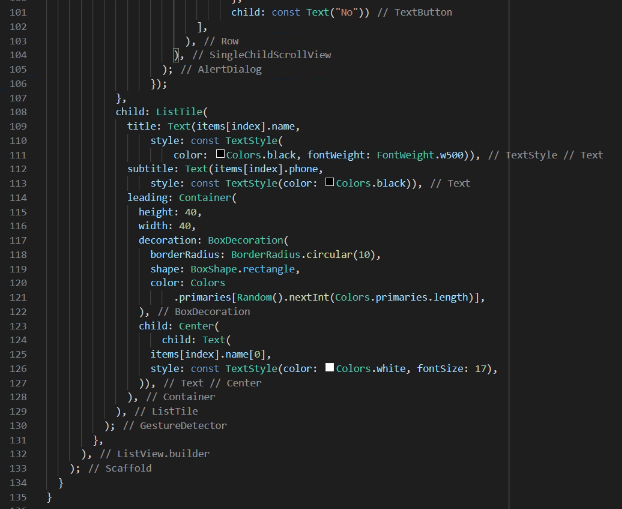 101 child: const Text("No")) // TextButton
102 ],
103 ), // Row
104 ), // SingleChildScrollView
105 ); // AlertDialog
106 });
107 },
108 child: ListTile(
109 title: Text(items[index].name,
110 style: const TextStyle(
111 color: Colors.black, fontWeight: FontWeight.w500)), // TextStyle // Text
112 subtitle: Text(items[index].phone,
113 style: const TextStyle(color: Colors.black)), // Text
114 leading: Container(
115 height: 40,
116 width: 40,
117 decoration: BoxDecoration(
118 borderRadius: BorderRadius.circular(10),
119 shape: BoxShape.rectangle,
120 color: Colors
121 .primaries[Random().nextInt(Colors.primaries.length)],
122 ), // BoxDecoration
123 child: Center(
124 child: Text(
125 items[index].name[0],
126 style: const TextStyle(color: Colors.white, fontSize: 17),
127 )), // Text // Center
128 ), // Container
129 ), // ListTile
130 ); // GestureDetector
131 },
132 ), // ListView.builder
133 ); // Scaffold
134 }
135 }